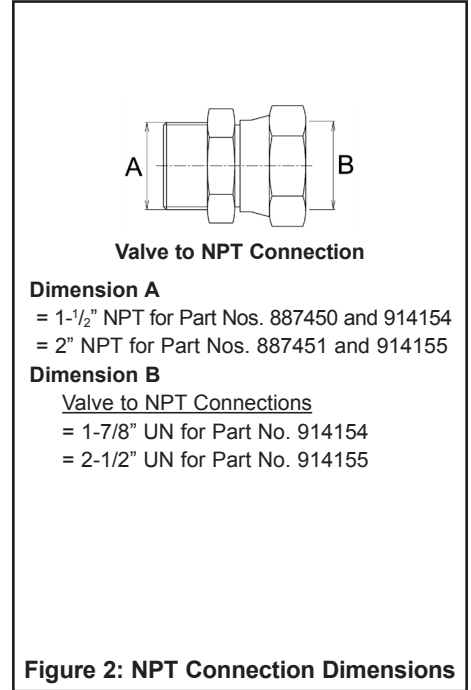 A
B
Valve to NPT Connection
Dimension A
= 1-1/2” NPT for Part Nos. 887450 and 914154
= 2” NPT for Part Nos. 887451 and 914155
Dimension B
Valve to NPT Connections
= 1-7/8” UN for Part No. 914154
= 2-1/2” UN for Part No. 914155
Figure 2: NPT Connection Dimensions